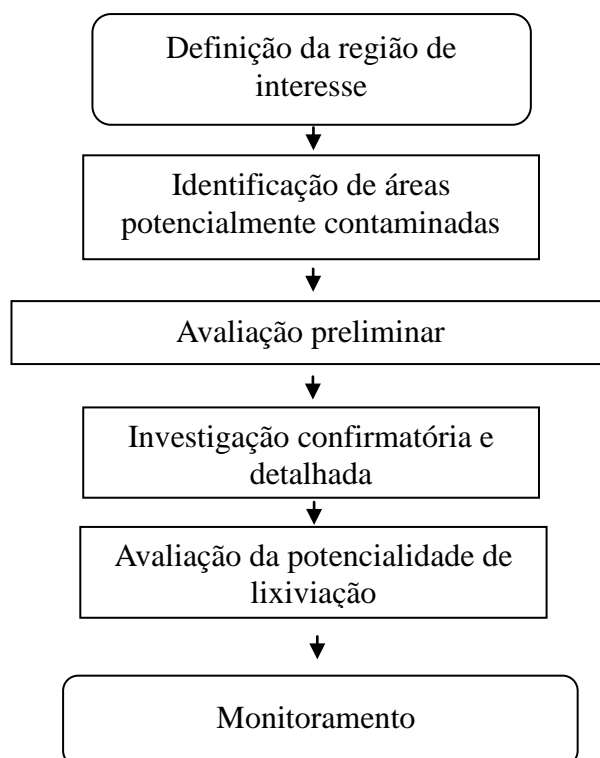 Definição da região de
interesse
Identificação de áreas
potencialmente contaminadas
Avaliação preliminar
Investigação confirmatória e
detalhada
Avaliação da potencialidade de
lixiviação
Monitoramento